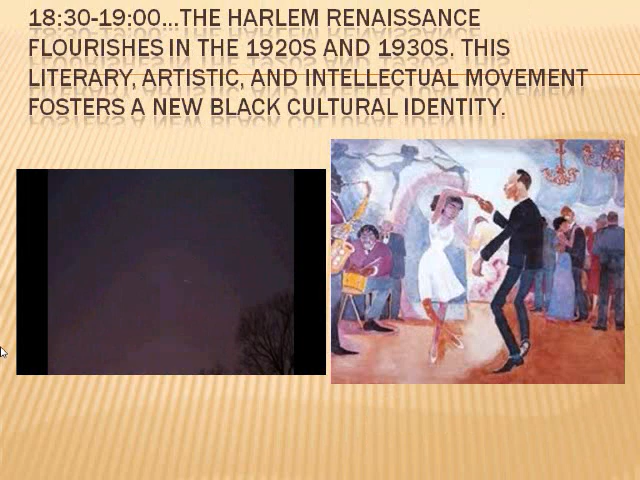 18:30-19:00...THE HARLEM RENAISSANCE
FLOURISHES IN THE 1920S AND 1930S. THIS
LITERARY, ARTISTIC, AND INTELLECTUAL MOVEMENT
FOSTERS A NEW BLACK CULTURAL IDENTITY.